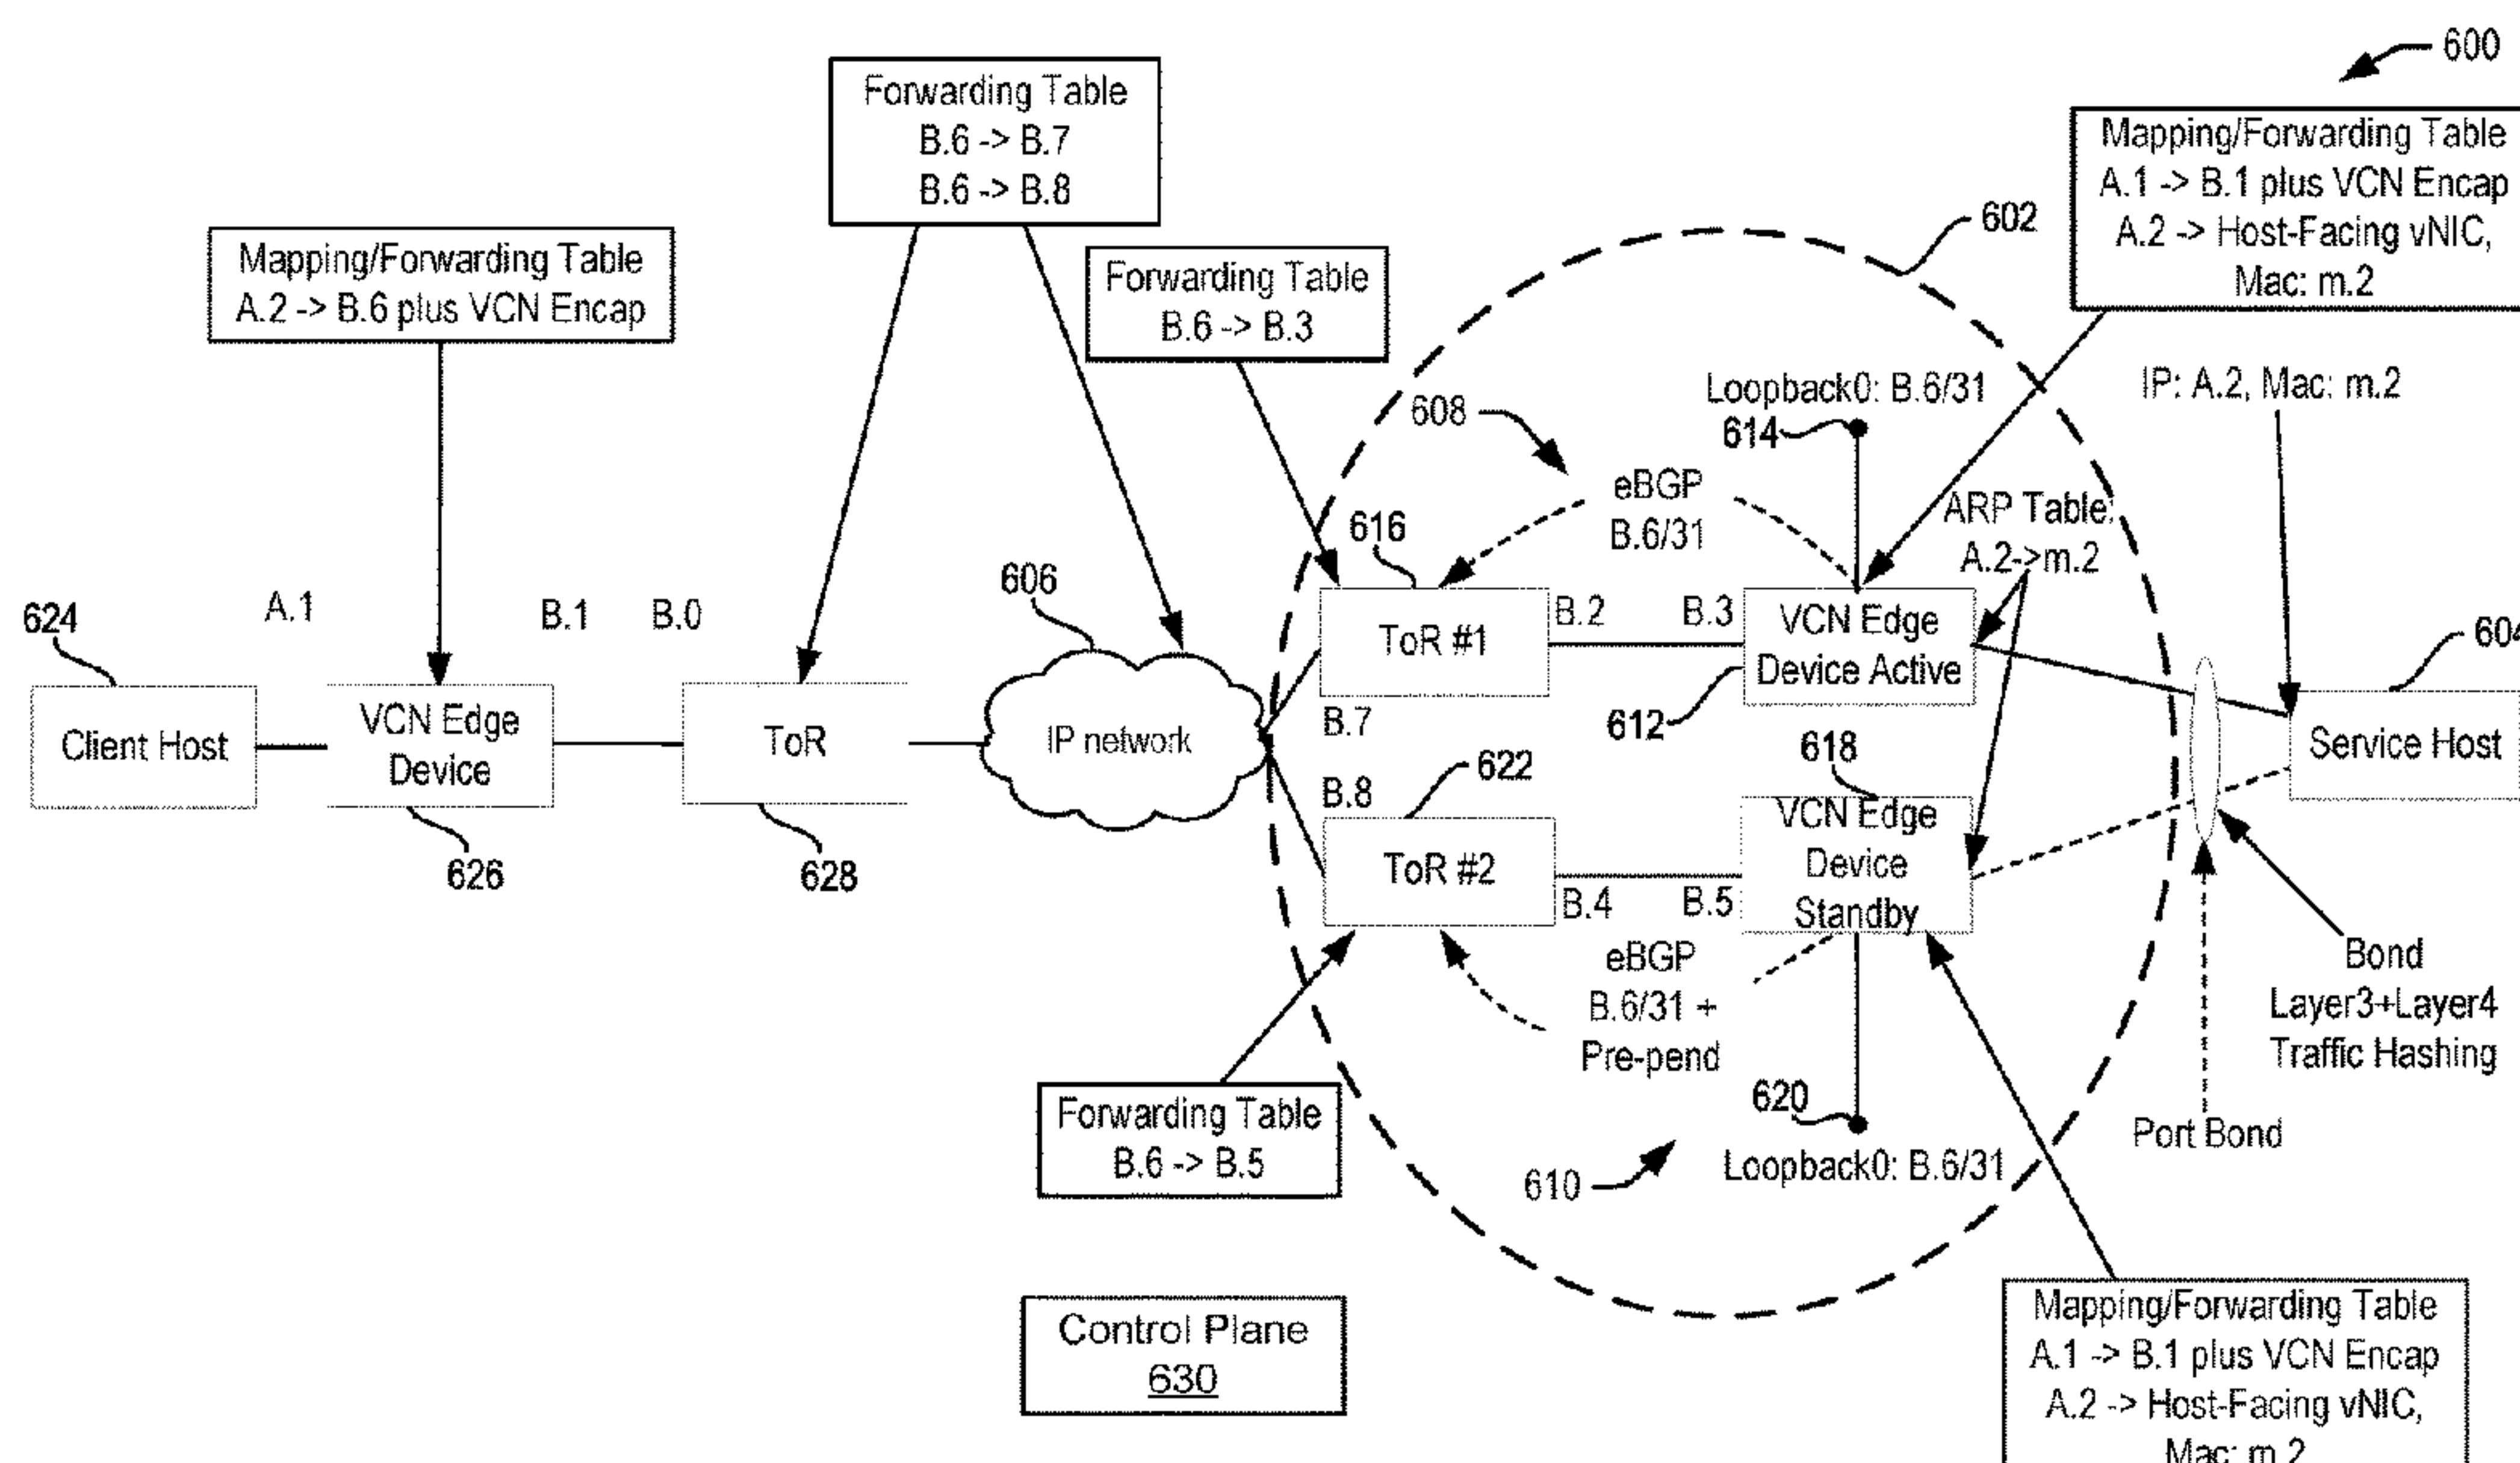 600
Forwarding Table
B.6 -> B.7
B.6 -> B.8
Mapping/Forwarding Table
A.1 -> B.1 plus VCN Encap
A.2 -> Host-Facing vNIC,
Mac: m.2
602
Mapping/Forwarding Table
A.2 -> B.6 plus VCN Encap
Forwarding Table
B.6 -> B.3
Loopback0: B.6/31
614
IP: A.2, Mac: m.2
608
eBGP
B.6/31
ARP Table:
A.2->m.2
616
606
624
A.1
B.1
B.0
B.2
B.3
Client Host
VCN Edge
Device
ToR
IP network
ToR #1
VCN Edge
Device Active
604
Service Host
B.7
612
618
626
628
B.8
622
ToR #2
B.4
B.5
VCN Edge
Device
Standby
eBGP
B.6/31 +
Pre-pend
Bond
Layer3+Layer4
Traffic Hashing
Port Bond
Forwarding Table
B.6 -> B.5
620
Loopback0: B.6/31
610
Control Plane
630
Mapping/Forwarding Table
A.1 -> B.1 plus VCN Encap
A.2 -> Host-Facing vNIC,
Mac: m.2